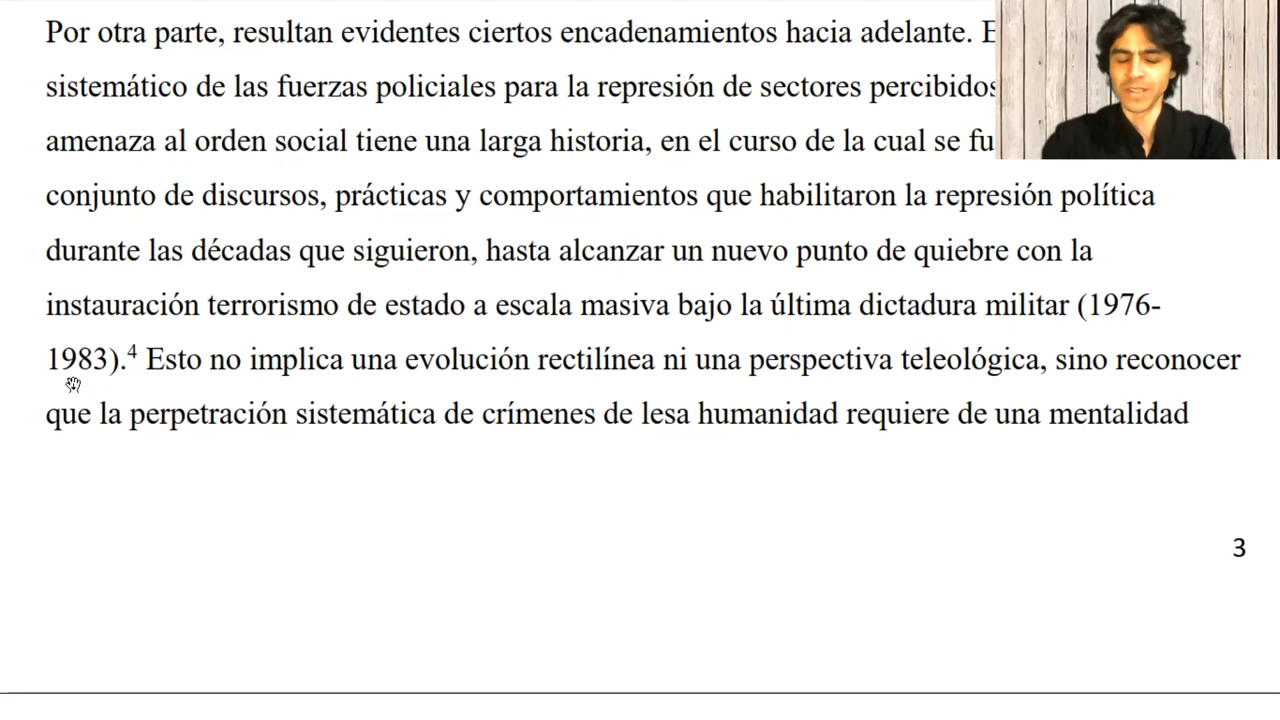 Por otra parte, resultan evidentes ciertos encadenamientos hacia adelante.
sistemático de las fuerzas policiales para la represión de sectores percibidos
amenaza al orden social tiene una larga historia, en el curso de la cual se
conjunto de discursos, prácticas y comportamientos que habilitaron la represión política
durante las décadas que siguieron, hasta alcanzar un nuevo punto de quiebre con la
instauración terrorismo de estado a escala masiva bajo la última dictadura militar (1976-
1983).⁴ Esto no implica una evolución rectilínea ni una perspectiva teleológica, sino reconocer
que la perpetración sistemática de crímenes de lesa humanidad requiere de una mentalidad
3